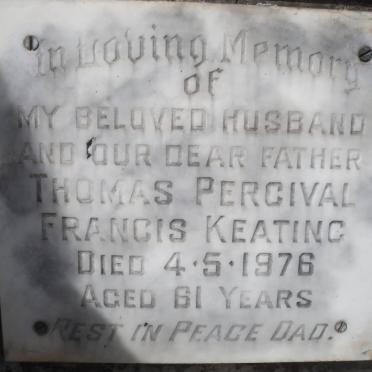 In Loving Memory
OF
MY BELOVED HUSBAND
AND OUR DEAR FATHER
THOMAS PERCIVAL
FRANCIS KEATING
DIED 4·5·1976
AGED 61 YEARS
REST IN PEACE DAD.